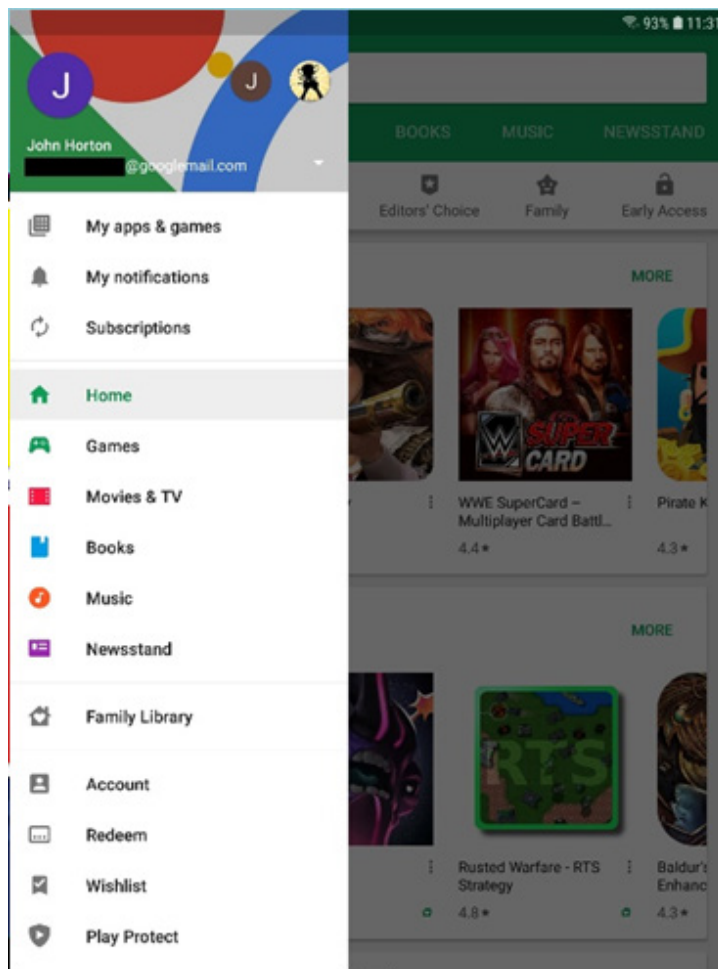 93% 11:31
J
J
John Horton
@googlemail.com
BOOKS MUSIC NEWSSTAND
Editors' Choice Family Early Access
My apps & games
My notifications
Subscriptions
Home
Games
Movies & TV
Books
Music
Newsstand
Family Library
Account
Redeem
Wishlist
Play Protect
MORE
W
SUPER
CARD
WWE SuperCard –
Multiplayer Card Battl...
4.4★
Pirate K
4.3★
MORE
RTS
Rusted Warfare - RTS
Strategy
4.8★
Baldur's
Enhanc
4.3★